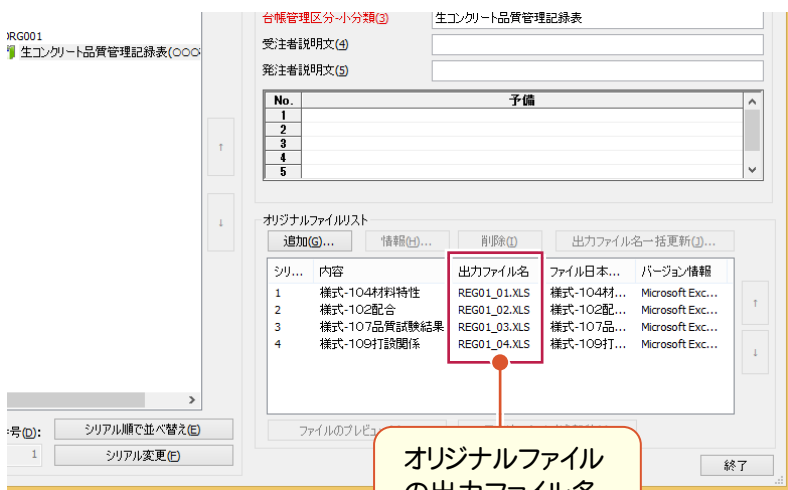 台帳管理区分-小分類(3) 生コンクリート品質管理記録表
ORG001
生コンクリート品質管理記録表(○○○
受注者説明文(4)
発注者説明文(5)
No. 予備
1
2
3
4
5
オリジナルファイルリスト
追加(G)... 情報(H)... 削除(I) 出力ファイル名一括更新(J)...
シリ... 内容 出力ファイル名 ファイル日本... バージョン情報
1 様式-104材料特性 REG01_01.XLS 様式-104材... Microsoft Exc...
2 様式-102配合 REG01_02.XLS 様式-102配... Microsoft Exc...
3 様式-107品質試験結果 REG01_03.XLS 様式-107品... Microsoft Exc...
4 様式-109打設関係 REG01_04.XLS 様式-109打... Microsoft Exc...
号(D): シリアル順で並べ替え(E)
1 シリアル変更(F)
ファイルのプレビュー
オリジナルファイル
の出力ファイル名
終了